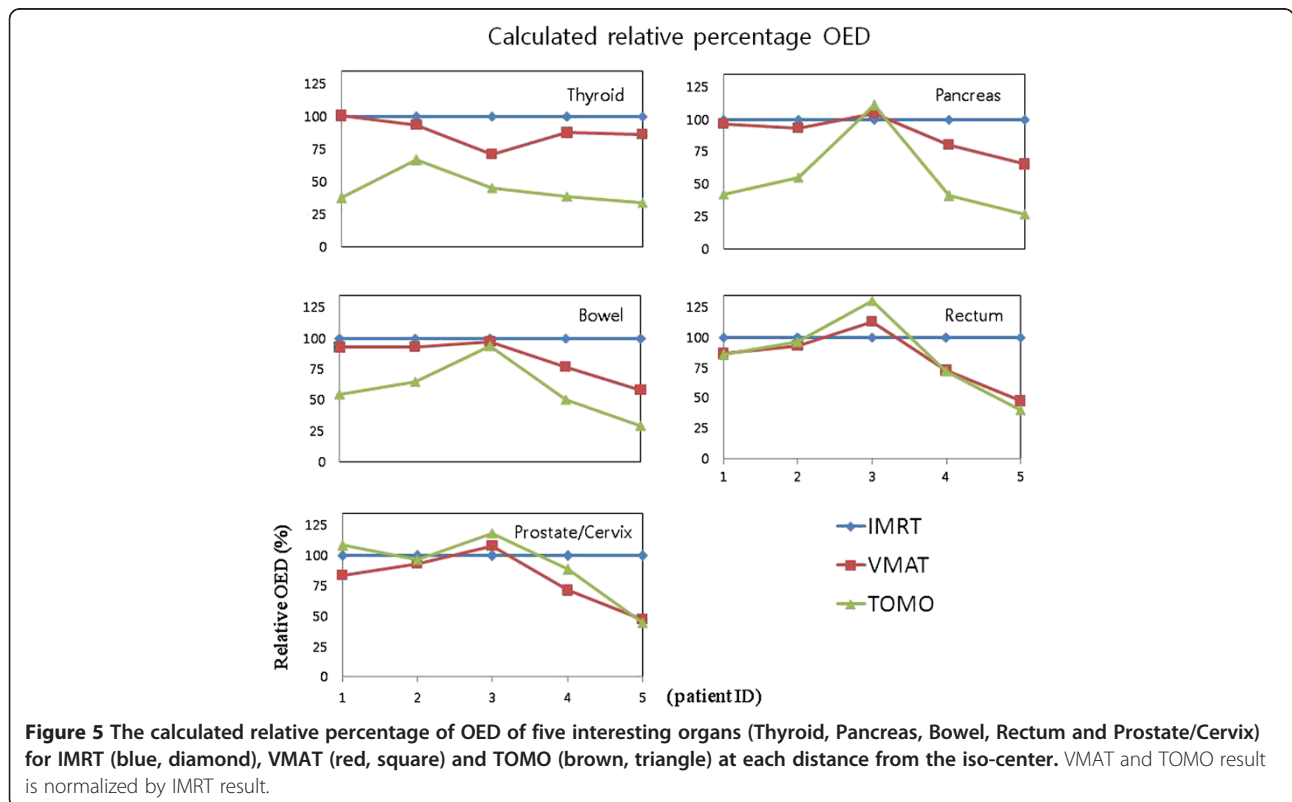 Calculated relative percentage OED
125
100
75
50
25
0
Thyroid
125
100
75
50
25
0
Pancreas
125
100
75
50
25
0
Bowel
125
100
75
50
25
0
Rectum
1 2 3 4 5
Relative OED (%)
125
100
75
50
25
0
Prostate/Cervix
1 2 3 4 5 (patient ID)
IMRT
VMAT
TOMO
Figure 5 The calculated relative percentage of OED of five interesting organs (Thyroid, Pancreas, Bowel, Rectum and Prostate/Cervix)
for IMRT (blue, diamond), VMAT (red, square) and TOMO (brown, triangle) at each distance from the iso-center. VMAT and TOMO result
is normalized by IMRT result.